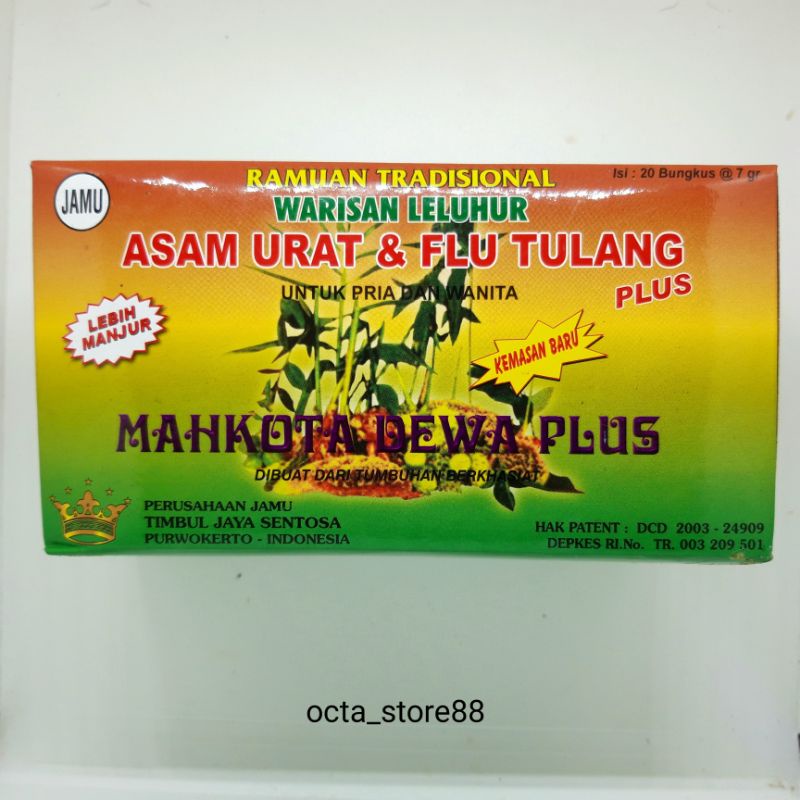 JAMU
RAMUAN TRADISIONAL
Isi : 20 Bungkus @ 7 gr
WARISAN LELUHUR
ASAM URAT & FLU TULANG
PLUS
UNTUK PRIA DAN WANITA
LEBIH
MANJUR
KEMASAN BARU
MAHKOTA DEWA PLUS
DIBUAT DARI TUMBUHAN BERKHASIAT
PERUSAHAAN JAMU
TIMBUL JAYA SENTOSA
PURWOKERTO - INDONESIA
HAK PATENT : DCD 2003 - 24909
DEPKES RI.No. TR. 003 209 501
octa_store88